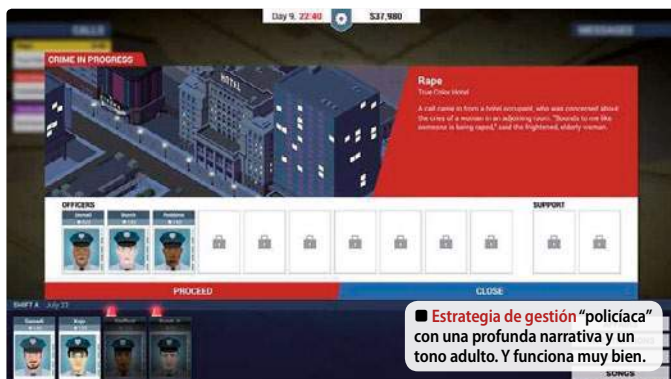 Day 9, 22:40 $37,980
CALLS
MESSAGES
CRIME IN PROGRESS
HOTEL
HOTEL
Rape
True Color Hotel
A call came in from a hotel occupant, who was concerned about
the cries of a woman in an adjoining room. "Sounds to me like
someone is being raped," said the frightened, elderly woman.
OFFICERS
SUPPORT
PROCEED
CLOSE
SHIFT A July 23
■ Estrategia de gestión "policíaca"
con una profunda narrativa y un
tono adulto. Y funciona muy bien.
SONGS